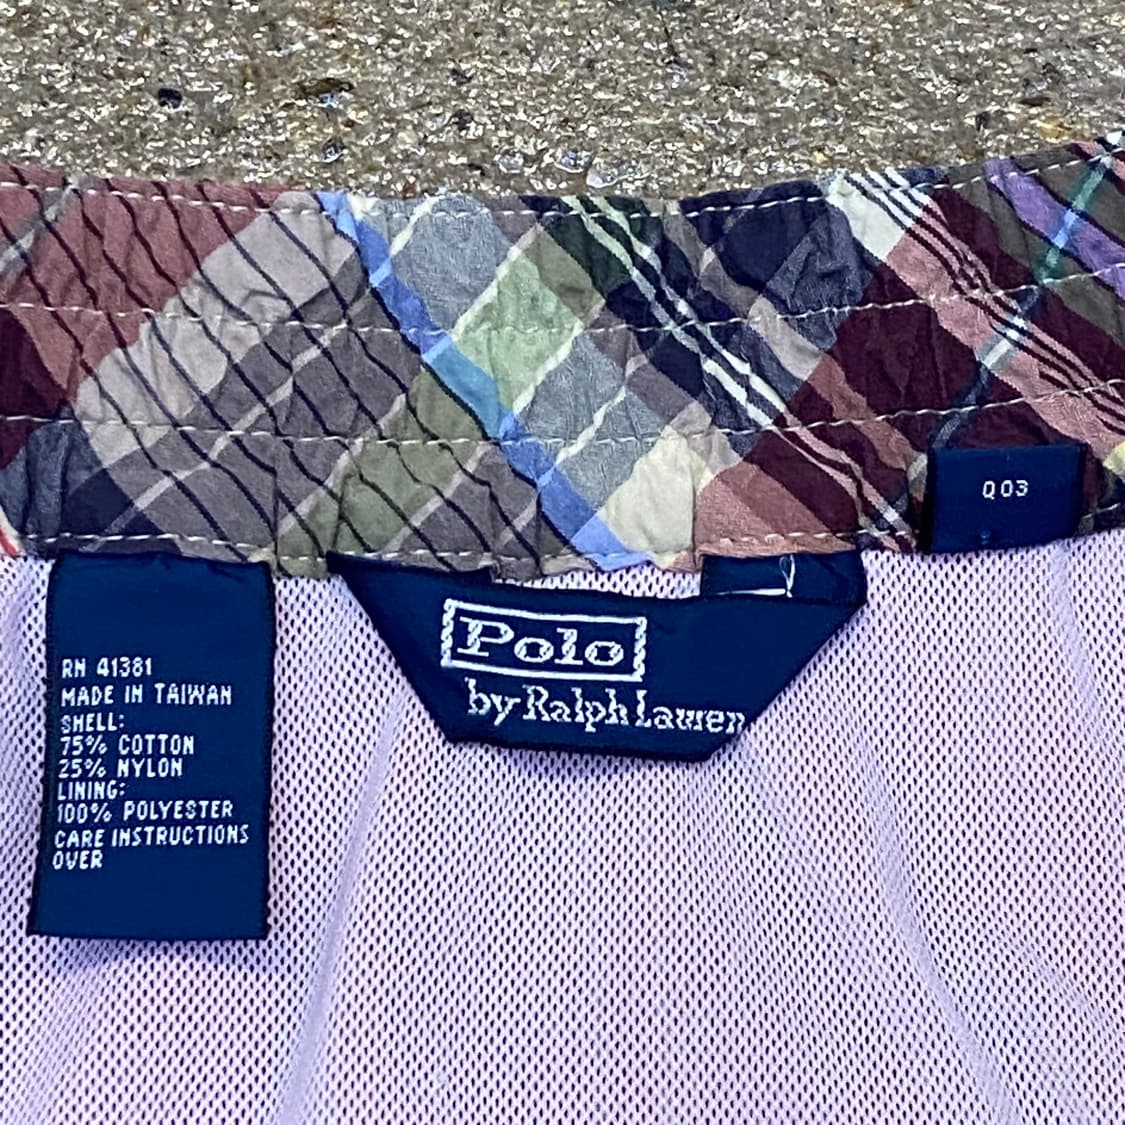 RN 41381
MADE IN TAIWAN
SHELL:
75% COTTON
25% NYLON
LINING:
100% POLYESTER
CARE INSTRUCTIONS
OVER
Polo
by Ralph Lauren
Q03